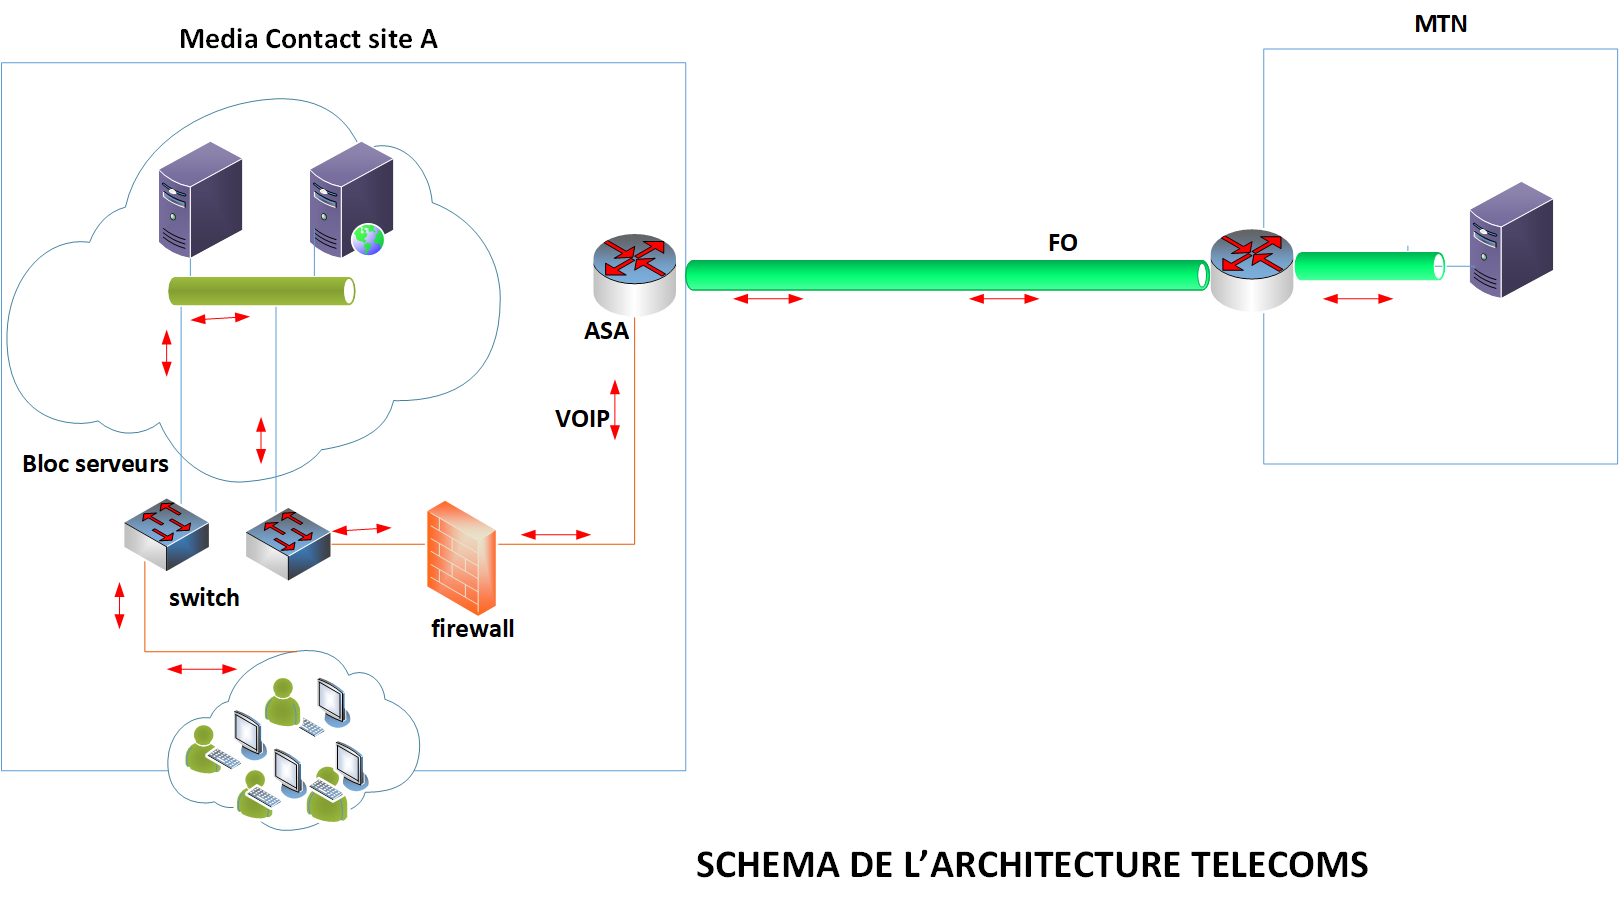 MTN
Media Contact site A
FO
ASA
VOIP
Bloc serveurs
switch
firewall
SCHEMA DE L’ARCHITECTURE TELECOMS